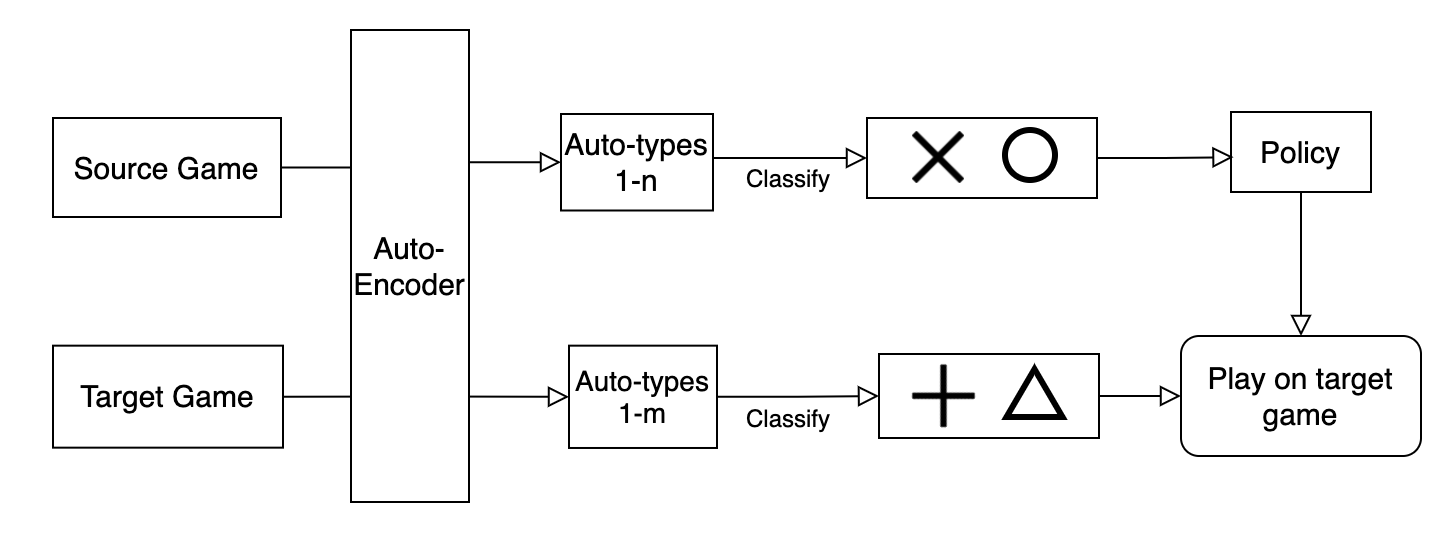 Source Game
Auto-
Encoder
Auto-types
1-n
Classify
Policy
Target Game
Auto-types
1-m
Classify
Play on target
game